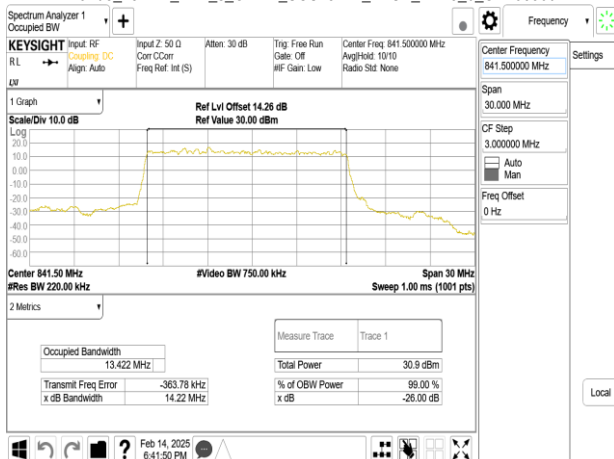 Spectrum Analyzer 1
Occupied BW
Frequency
KEYSIGHT
RL
LXI
Input: RF
Coupling: DC
Align: Auto
Input Z: 50 Ω
Corr CCorr
Freq Ref: Int (S)
Atten: 30 dB
Trig: Free Run
Gate: Off
#IF Gain: Low
Center Freq: 841.500000 MHz
Avg|Hold: 10/10
Radio Std: None
Center Frequency
841.500000 MHz
Settings
Span
30.000 MHz
CF Step
3.000000 MHz
Auto
Man
Freq Offset
0 Hz
1 Graph
Scale/Div 10.0 dB
Ref Lvl Offset 14.26 dB
Ref Value 30.00 dBm
Log
20.0
10.0
0.00
-10.0
-20.0
-30.0
-40.0
-50.0
-60.0
Center 841.50 MHz
#Res BW 220.00 kHz
#Video BW 750.00 kHz
Span 30 MHz
Sweep 1.00 ms (1001 pts)
2 Metrics
Measure Trace Trace 1
Occupied Bandwidth
13.422 MHz
Total Power 30.9 dBm
Transmit Freq Error -363.78 kHz
% of OBW Power 99.00 %
x dB Bandwidth 14.22 MHz
x dB -26.00 dB
Local
?
Feb 14, 2025
6:41:50 PM